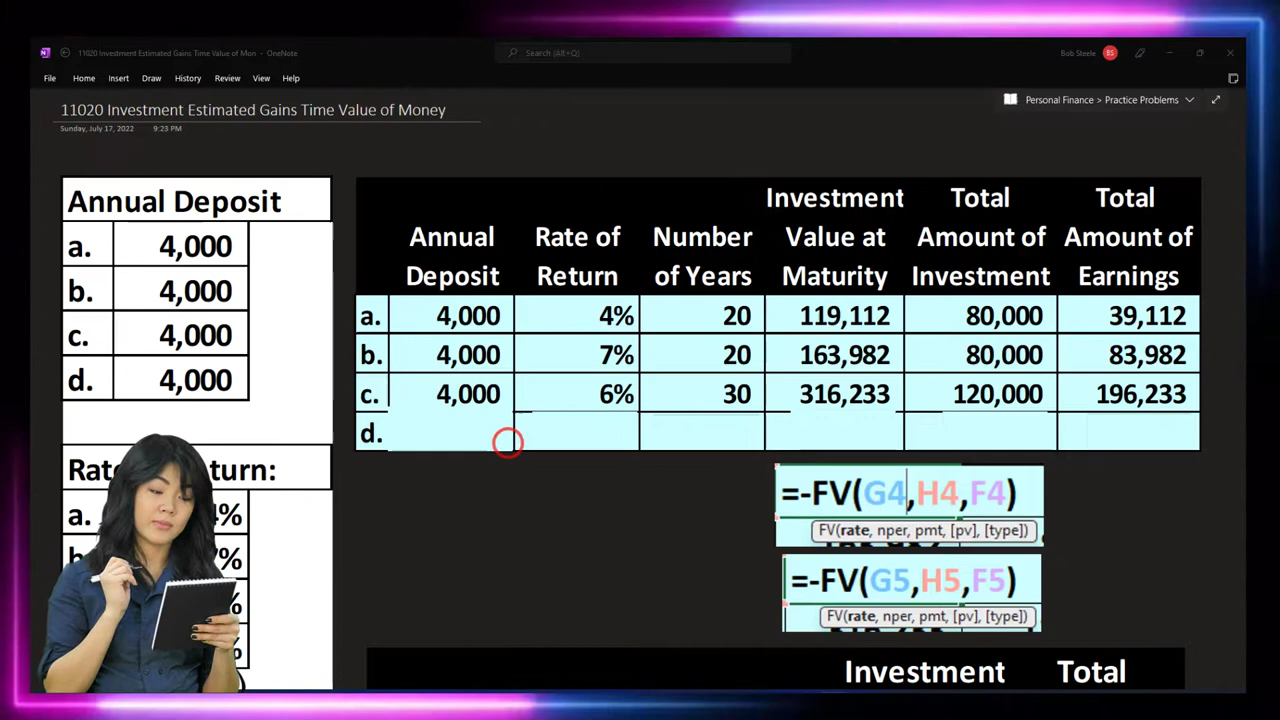 11020 Investment Estimated Gains Time Value of Mon - OneNote
Search (Alt+Q)
Bob Steele
BS
File Home Insert Draw History Review View Help
11020 Investment Estimated Gains Time Value of Money
Sunday, July 17, 2022 9:23 PM
Personal Finance > Practice Problems
Annual Deposit
a. 4,000
b. 4,000
c. 4,000
d. 4,000
Investment Total Total
Annual Rate of Number Value at Amount of Amount of
Deposit Return of Years Maturity Investment Earnings
a. 4,000 4% 20 119,112 80,000 39,112
b. 4,000 7% 20 163,982 80,000 83,982
c. 4,000 6% 30 316,233 120,000 196,233
d.
turn:
a. 4%
%
%
%
=-FV(G4,H4,F4)
FV(rate, nper, pmt, [pv], [type])
=-FV(G5,H5,F5)
FV(rate, nper, pmt, [pv], [type])
Investment Total